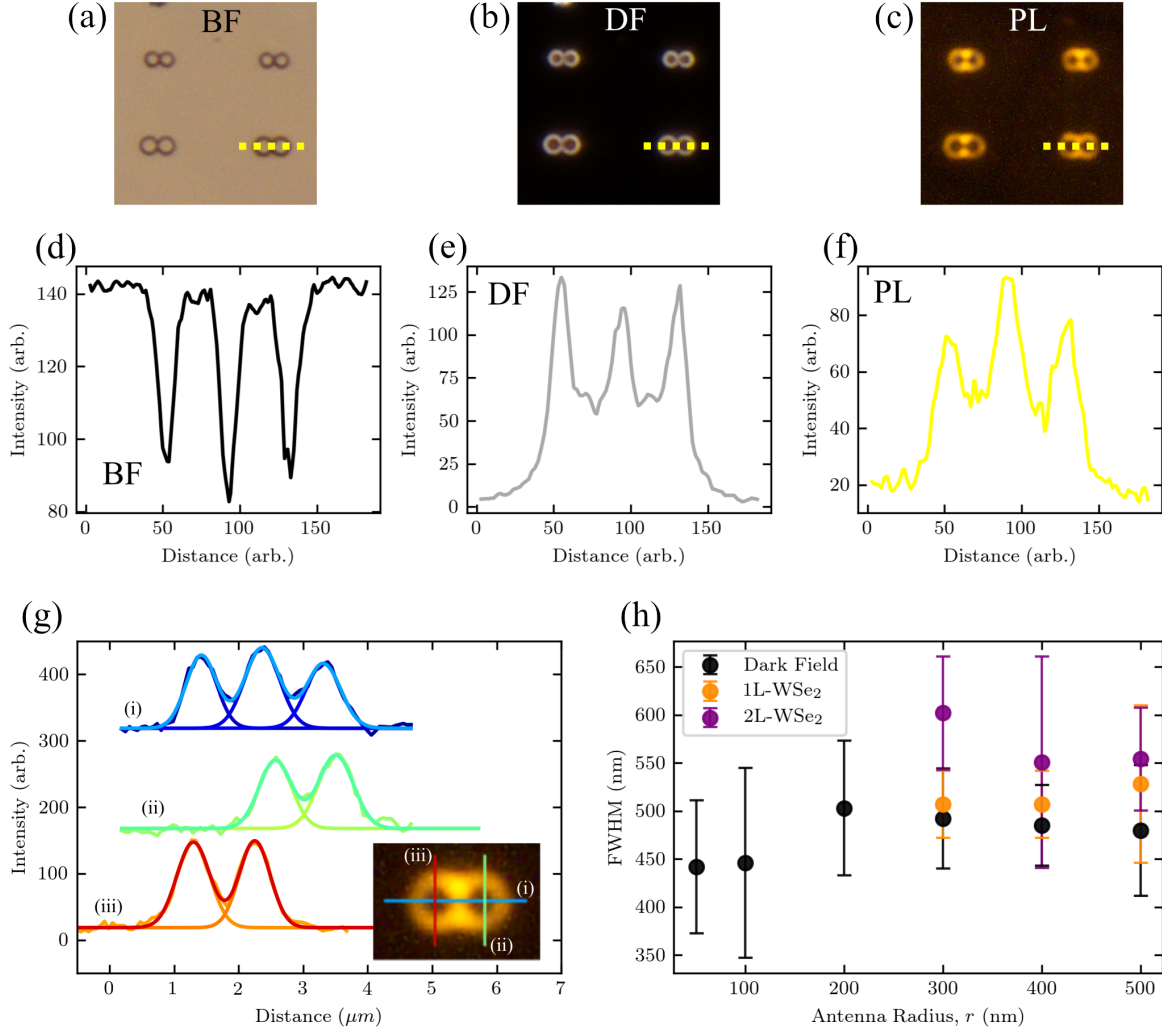 (a) BF
(b) DF
(c) PL
(d)
140
120
100
80
Intensity (arb.)
BF
0 50 100 150
Distance (arb.)
(e)
125
100
75
50
25
0
Intensity (arb.)
DF
0 50 100 150
Distance (arb.)
(f)
80
60
40
20
Intensity (arb.)
PL
0 50 100 150
Distance (arb.)
(g)
400
300
200
100
0
Intensity (arb.)
(i)
(ii)
(iii)
(iii)
(i)
(ii)
0 1 2 3 4 5 6 7
Distance (μm)
(h)
650
600
550
500
450
400
350
FWHM (nm)
Dark Field
1L-WSe₂
2L-WSe₂
100 200 300 400 500
Antenna Radius, r (nm)